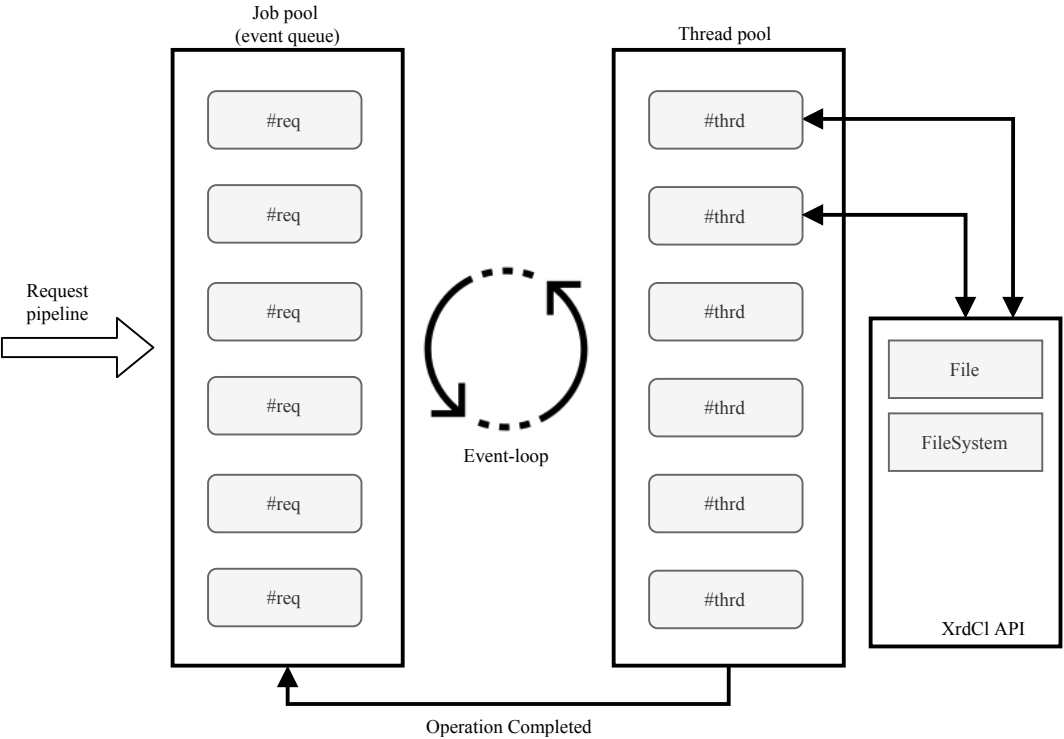 Job pool
(event queue)
Thread pool
#req
#req
#req
#req
#req
#req
#thrd
#thrd
#thrd
#thrd
#thrd
#thrd
Request
pipeline
Event-loop
File
FileSystem
XrdCl API
Operation Completed